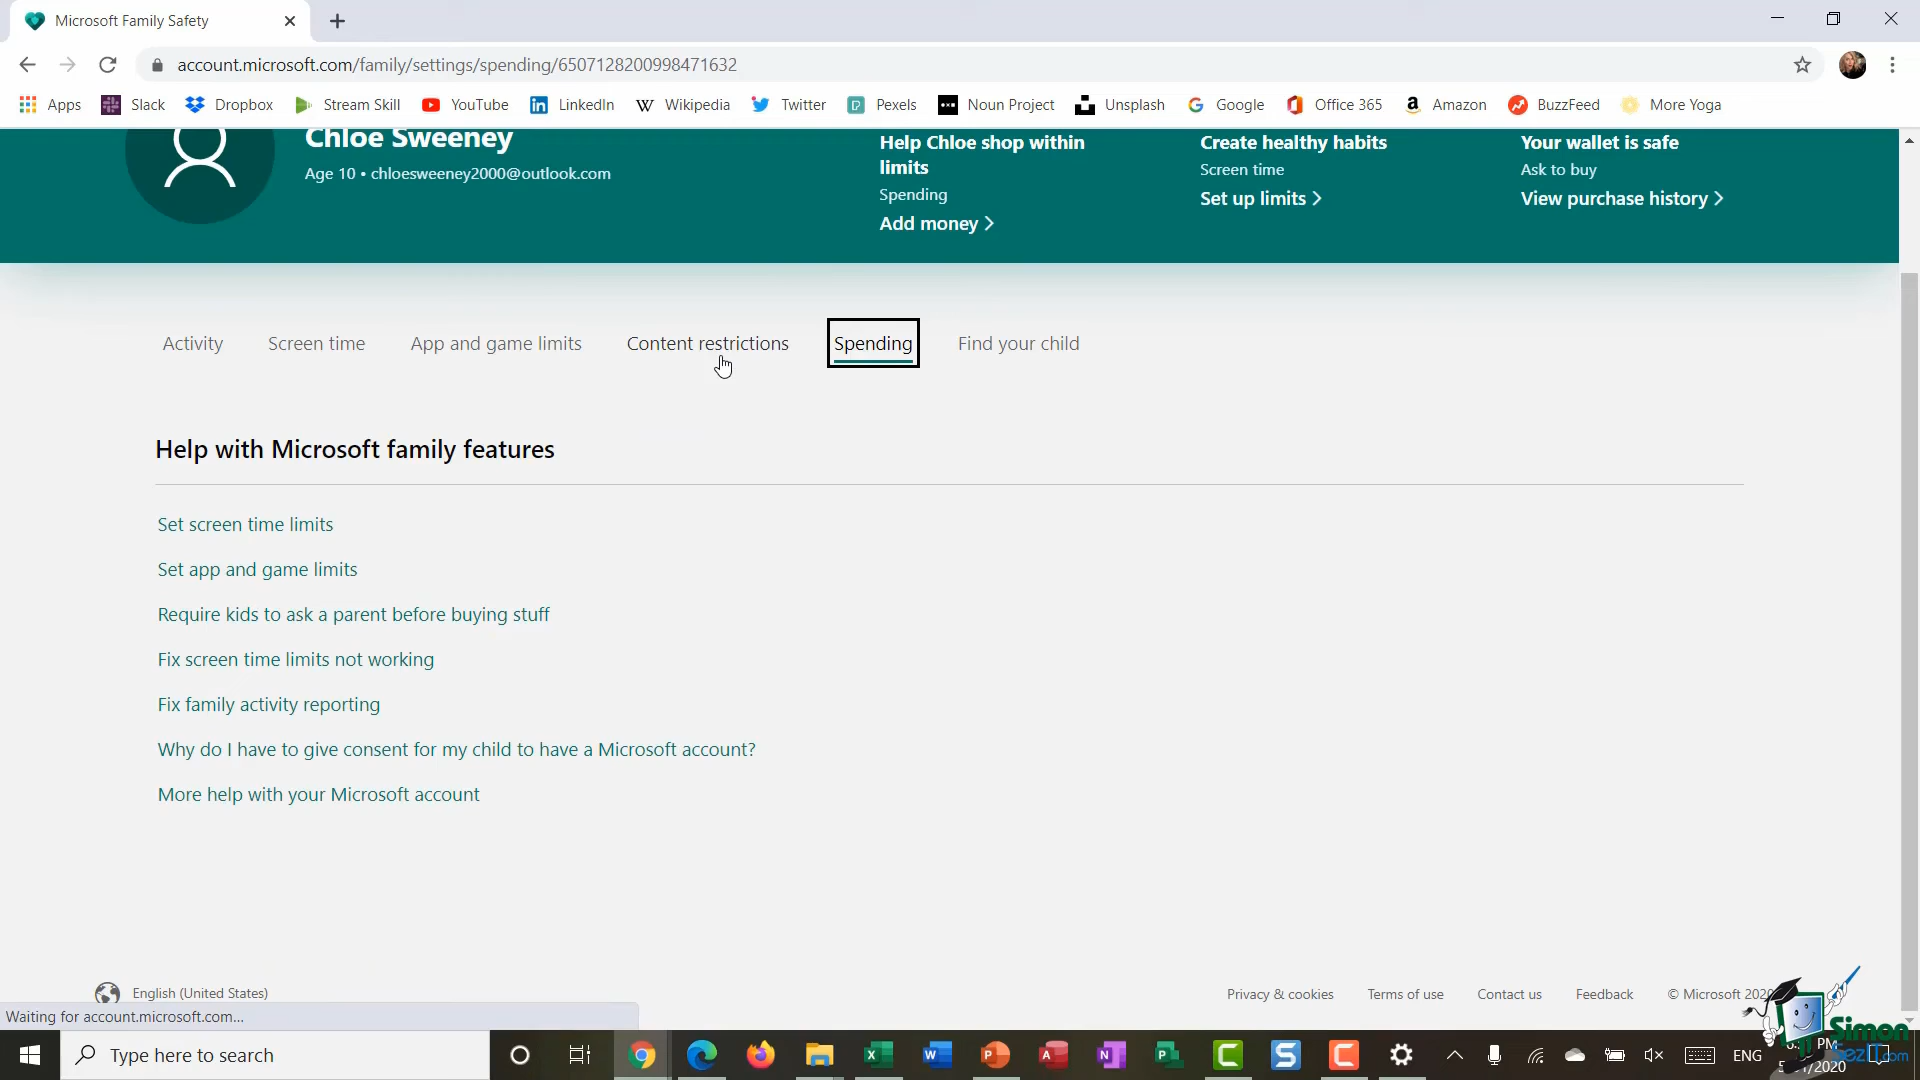 Microsoft Family Safety
account.microsoft.com/family/settings/spending/6507128200998471632
Apps Slack Dropbox Stream Skill YouTube LinkedIn Wikipedia Twitter Pexels Noun Project Unsplash Google Office 365 Amazon BuzzFeed More Yoga
Chloe Sweeney
Age 10 • chloesweeney2000@outlook.com
Help Chloe shop within
limits
Spending
Add money
Create healthy habits
Screen time
Set up limits
Your wallet is safe
Ask to buy
View purchase history
Activity Screen time App and game limits Content restrictions Spending Find your child
Help with Microsoft family features
Set screen time limits
Set app and game limits
Require kids to ask a parent before buying stuff
Fix screen time limits not working
Fix family activity reporting
Why do I have to give consent for my child to have a Microsoft account?
More help with your Microsoft account
English (United States)
Privacy & cookies Terms of use Contact us Feedback © Microsoft 2020
Waiting for account.microsoft.com...
Type here to search
ENG
PM
Simon
SezIT.com